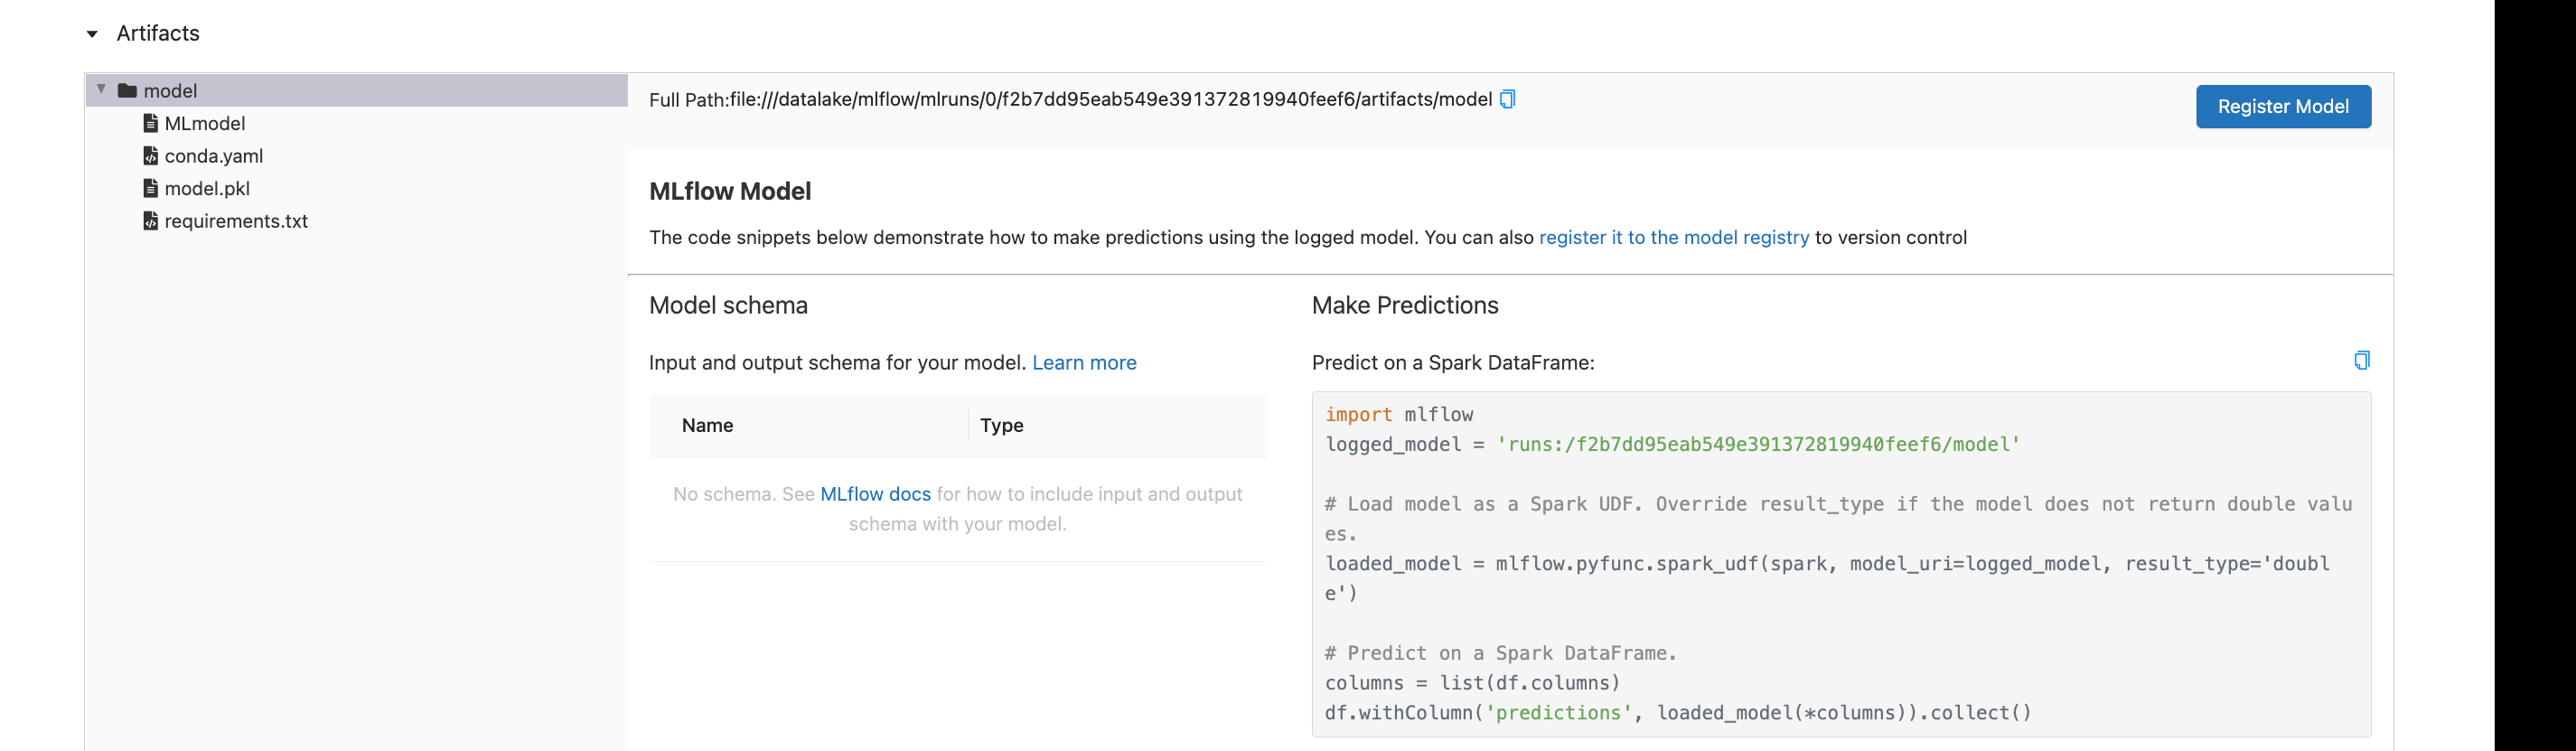 Artifacts
model
MLmodel
conda.yaml
model.pkl
requirements.txt
Full Path:file:///datalake/mlflow/mlruns/0/f2b7dd95eab549e391372819940feef6/artifacts/model
Register Model
MLflow Model
The code snippets below demonstrate how to make predictions using the logged model. You can also register it to the model registry to version control
Model schema
Input and output schema for your model. Learn more
Name Type
No schema. See MLflow docs for how to include input and output
schema with your model.
Make Predictions
Predict on a Spark DataFrame:
import mlflow
logged_model = 'runs:/f2b7dd95eab549e391372819940feef6/model'
# Load model as a Spark UDF. Override result_type if the model does not return double valu
es.
loaded_model = mlflow.pyfunc.spark_udf(spark, model_uri=logged_model, result_type='doubl
e')
# Predict on a Spark DataFrame.
columns = list(df.columns)
df.withColumn('predictions', loaded_model(*columns)).collect()